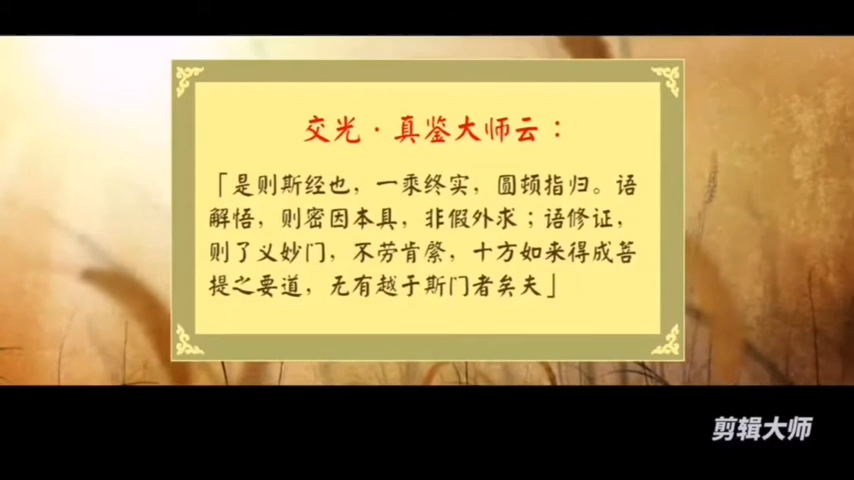 交光·真鉴大师云：
「是则斯经也，一乘终实，圆顿指归。语
解悟，则密因本具，非假外求；语修证，
则了义妙门，不劳肯綮，十方如来得成菩
提之要道，无有越于斯门者矣夫」
剪辑大师